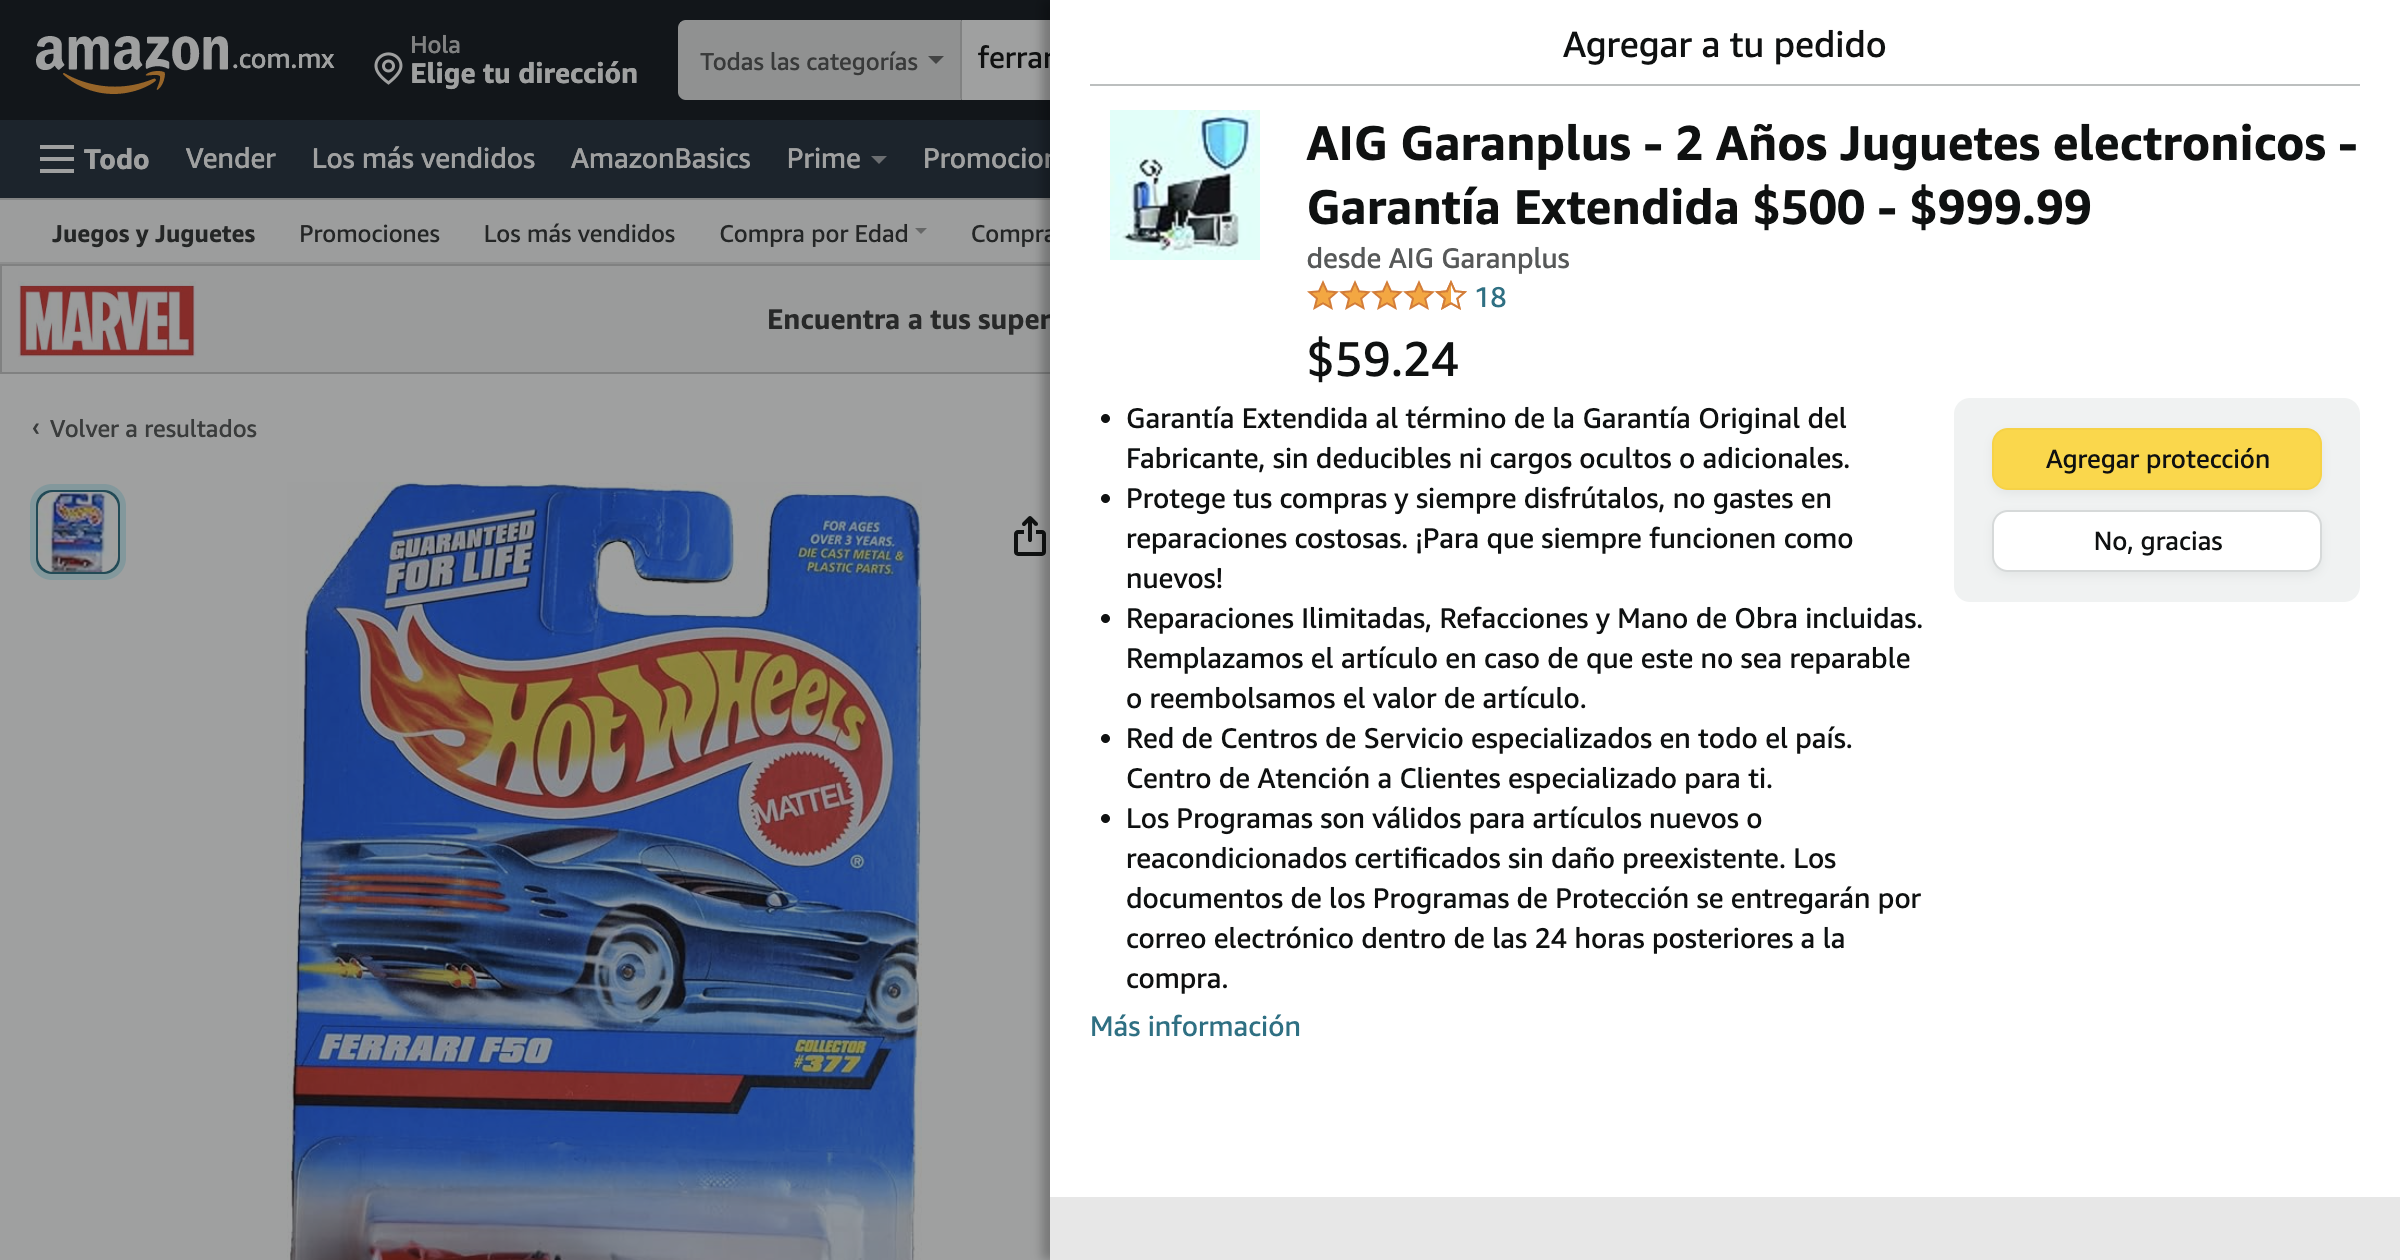 amazon.com.mx
Hola
Elige tu dirección
Todas las categorías
ferrar
Todo
Vender
Los más vendidos
AmazonBasics
Prime
Promocion
Juegos y Juguetes
Promociones
Los más vendidos
Compra por Edad
Compra
MARVEL
Encuentra a tus super
‹ Volver a resultados
GUARANTEED
FOR LIFE
FOR AGES
OVER 3 YEARS.
DIE CAST METAL &
PLASTIC PARTS.
Hot Wheels
MATTEL
®
FERRARI F50
COLLECTOR
#377
Agregar a tu pedido
AIG Garanplus - 2 Años Juguetes electronicos -
Garantía Extendida $500 - $999.99
desde AIG Garanplus
18
$59.24
• Garantía Extendida al término de la Garantía Original del
Fabricante, sin deducibles ni cargos ocultos o adicionales.
• Protege tus compras y siempre disfrútalos, no gastes en
reparaciones costosas. ¡Para que siempre funcionen como
nuevos!
• Reparaciones Ilimitadas, Refacciones y Mano de Obra incluidas.
Remplazamos el artículo en caso de que este no sea reparable
o reembolsamos el valor de artículo.
• Red de Centros de Servicio especializados en todo el país.
Centro de Atención a Clientes especializado para ti.
• Los Programas son válidos para artículos nuevos o
reacondicionados certificados sin daño preexistente. Los
documentos de los Programas de Protección se entregarán por
correo electrónico dentro de las 24 horas posteriores a la
compra.
Más información
Agregar protección
No, gracias